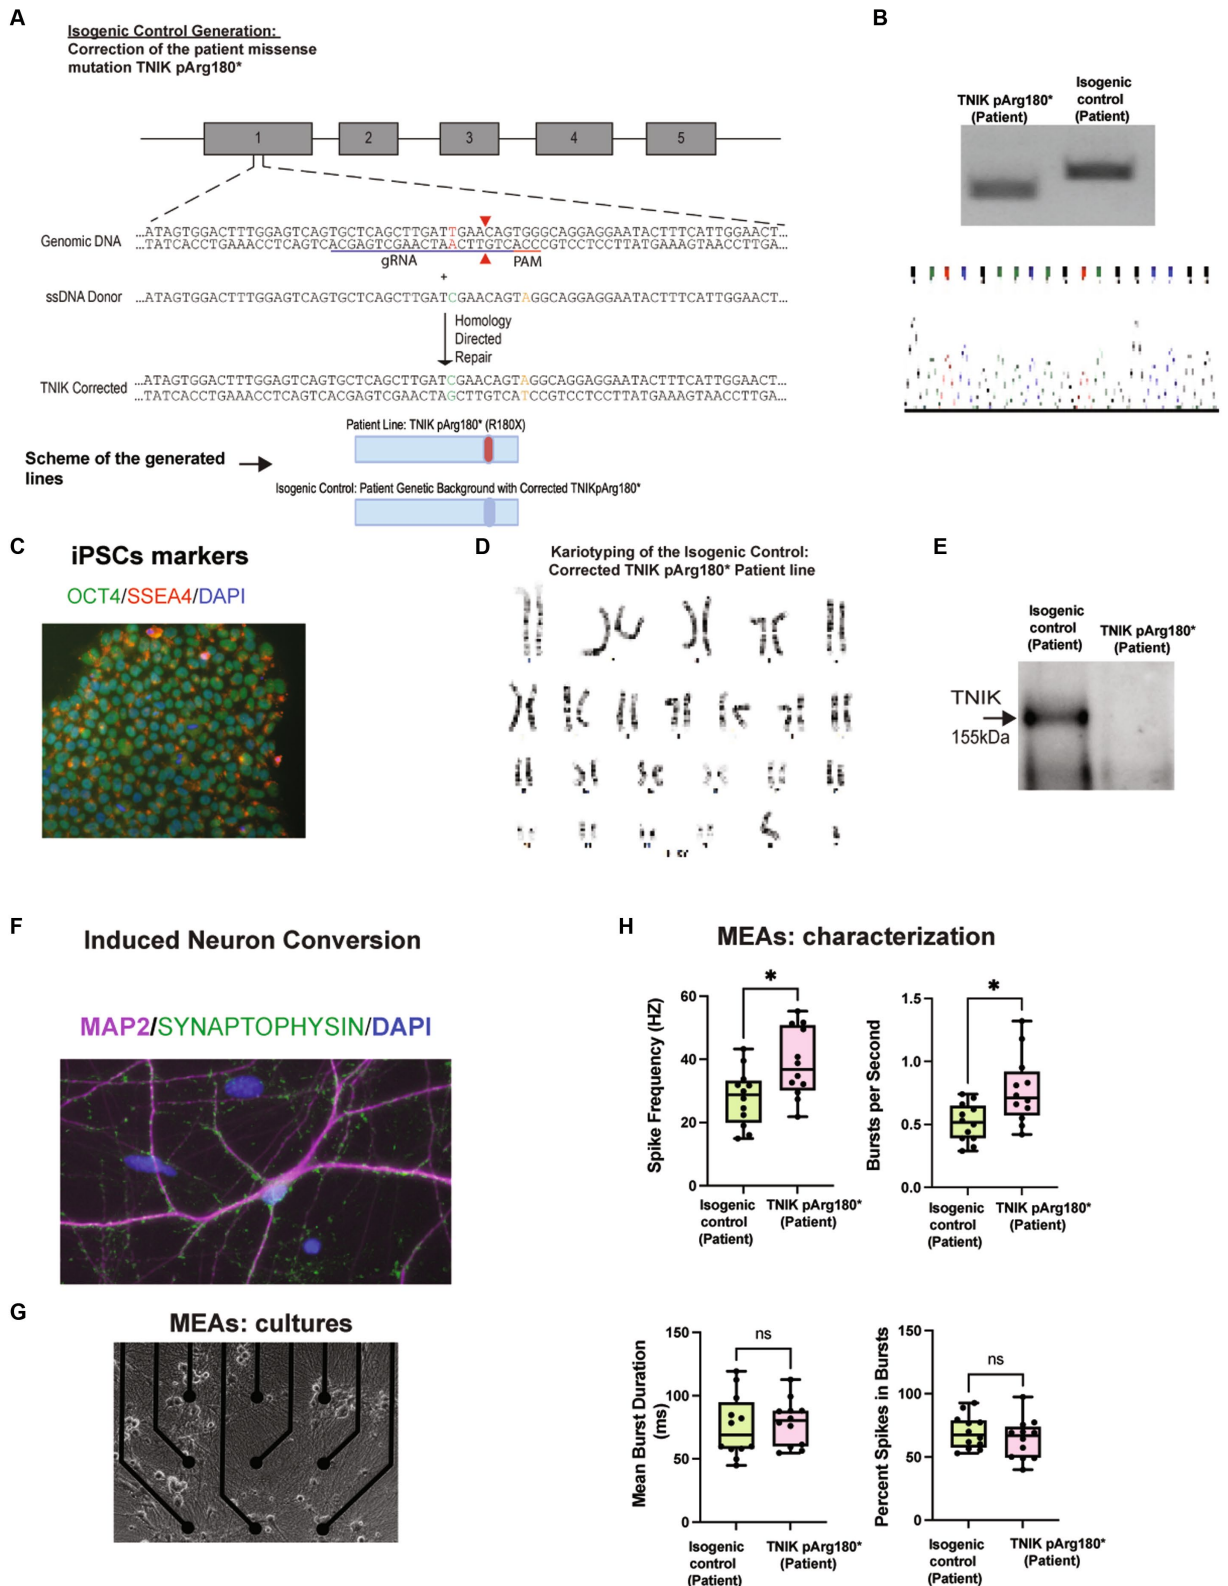 A
Isogenic Control Generation:
Correction of the patient missense
mutation TNIK pArg180*
1
2
3
4
5
Genomic DNA
...ATAGTGGACTTTGGAGTCAGTGCTCAGCTTGATTGAACAGTGGGCAGGAGGAATACTTTCATTGGAACT...
...TATCACCTGAAACCTCAGTCACGAGTCGAACTAACTTGTCACCCGTCCTCCTTATGAAAGTAACCTTGA...
gRNA
PAM
+
ssDNA Donor
...ATAGTGGACTTTGGAGTCAGTGCTCAGCTTGATCGAACAGTAGGCAGGAGGAATACTTTCATTGGAACT...
Homology
Directed
Repair
TNIK Corrected
...ATAGTGGACTTTGGAGTCAGTGCTCAGCTTGATCGAACAGTAGGCAGGAGGAATACTTTCATTGGAACT...
...TATCACCTGAAACCTCAGTCACGAGTCGAACTAGCTTGTCATCCGTCCTCCTTATGAAAGTAACCTTGA...
Patient Line: TNIK pArg180* (R180X)
Scheme of the generated
lines
Isogenic Control: Patient Genetic Background with Corrected TNIKpArg180*
B
TNIK pArg180*
(Patient)
Isogenic
control
(Patient)
C
iPSCs markers
OCT4/SSEA4/DAPI
D
Kariotyping of the Isogenic Control:
Corrected TNIK pArg180* Patient line
E
Isogenic
control
(Patient)
TNIK pArg180*
(Patient)
TNIK
155kDa
F
Induced Neuron Conversion
MAP2/SYNAPTOPHYSIN/DAPI
G
MEAs: cultures
H
MEAs: characterization
Spike Frequency (HZ)
60
40
20
0
*
Isogenic
control
(Patient)
TNIK pArg180*
(Patient)
Bursts per Second
1.5
1.0
0.5
0.0
*
Isogenic
control
(Patient)
TNIK pArg180*
(Patient)
Mean Burst Duration
(ms)
150
100
50
0
ns
Isogenic
control
(Patient)
TNIK pArg180*
(Patient)
Percent Spikes in Bursts
150
100
50
0
ns
Isogenic
control
(Patient)
TNIK pArg180*
(Patient)